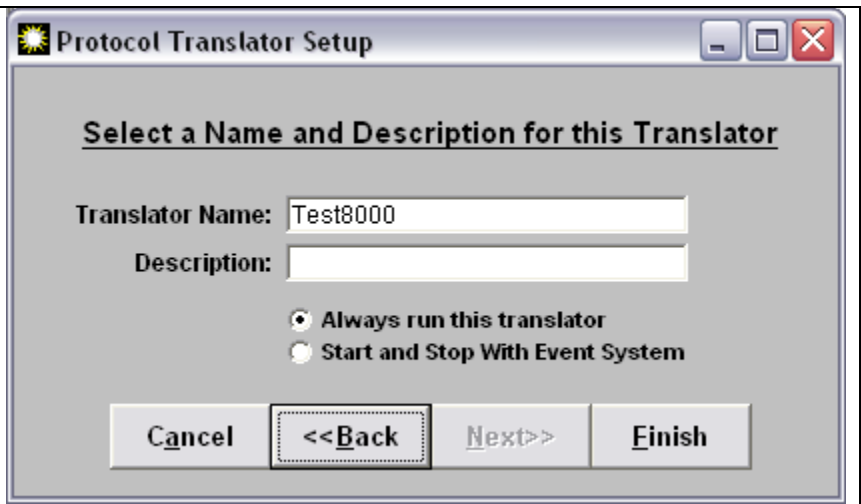 Protocol Translator Setup
Select a Name and Description for this Translator
Translator Name: Test8000
Description:
Always run this translator
Start and Stop With Event System
Cancel <<Back Next>> Finish